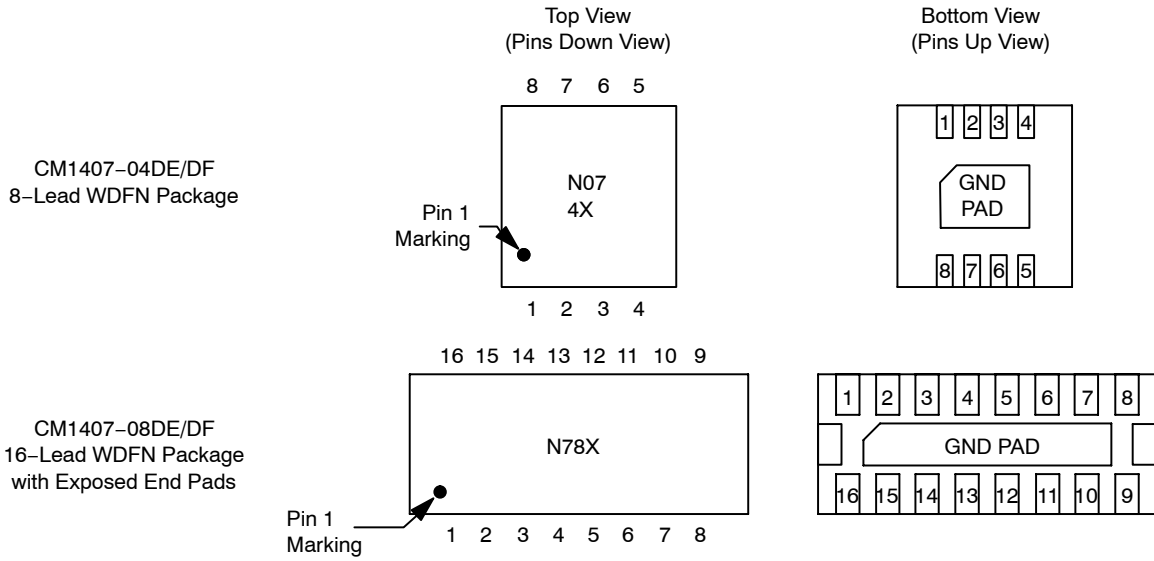 Top View
(Pins Down View)
Bottom View
(Pins Up View)
CM1407−04DE/DF
8−Lead WDFN Package
8 7 6 5
N07
4X
Pin 1
Marking
1 2 3 4
1 2 3 4
GND
PAD
8 7 6 5
CM1407−08DE/DF
16−Lead WDFN Package
with Exposed End Pads
16 15 14 13 12 11 10 9
N78X
Pin 1
Marking
1 2 3 4 5 6 7 8
1 2 3 4 5 6 7 8
GND PAD
16 15 14 13 12 11 10 9